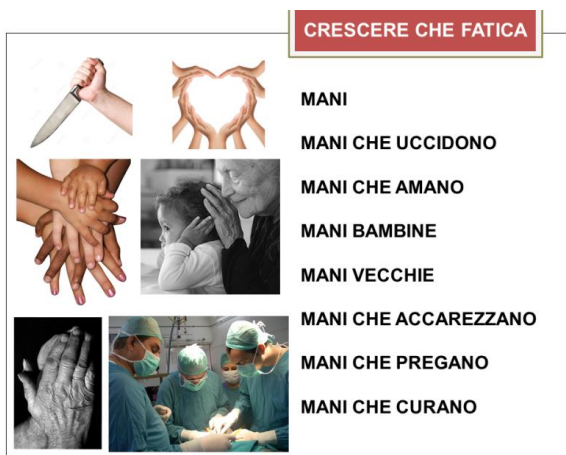 CRESCERE CHE FATICA
MANI
MANI CHE UCCIDONO
MANI CHE AMANO
MANI BAMBINE
MANI VECCHIE
MANI CHE ACCAREZZANO
MANI CHE PREGANO
MANI CHE CURANO